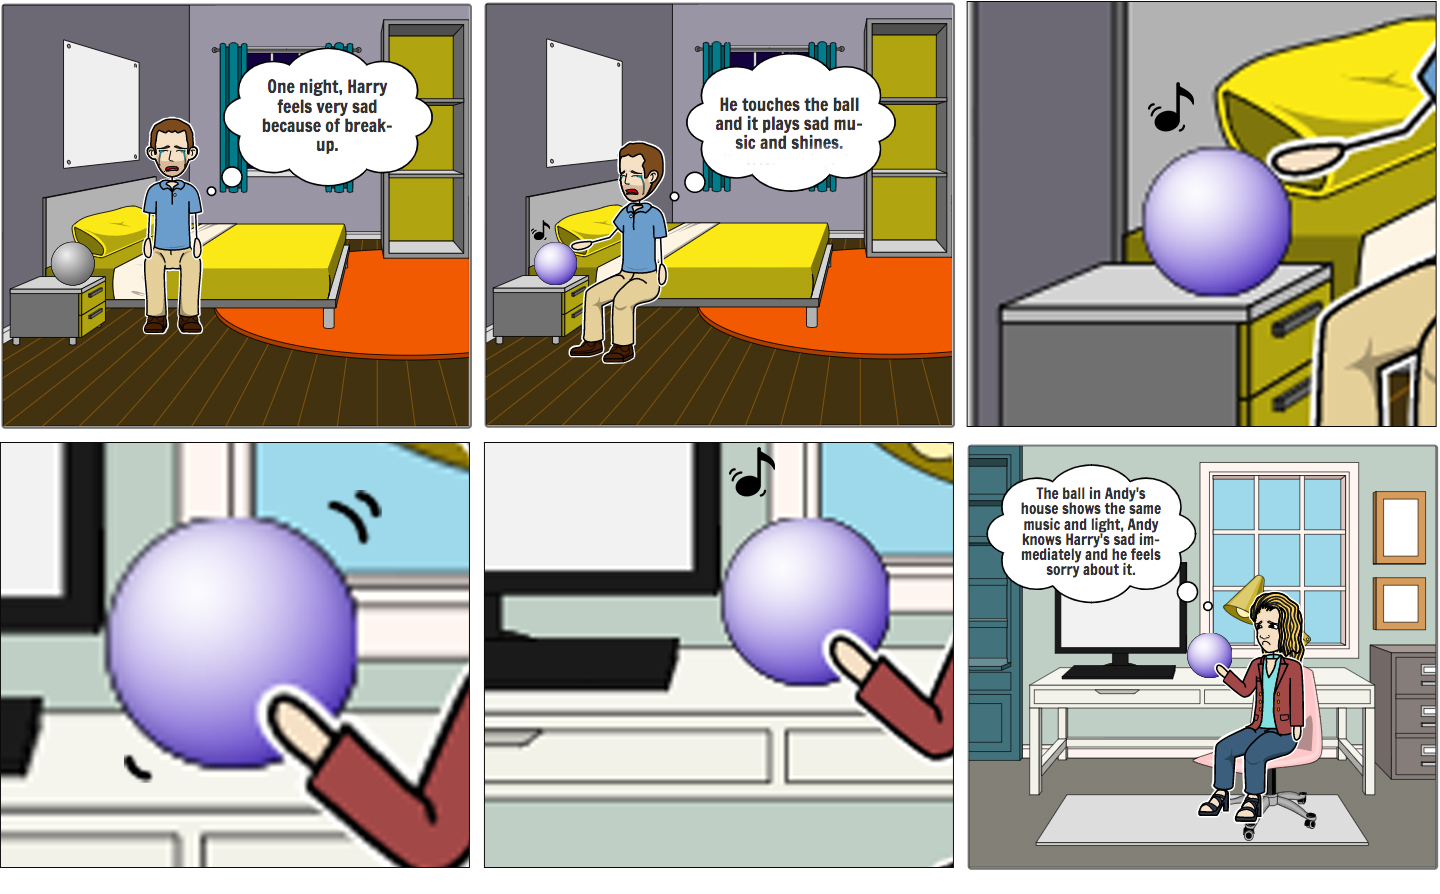 One night, Harry
feels very sad
because of break-
up.
He touches the ball
and it plays sad mu-
sic and shines.
The ball in Andy's
house shows the same
music and light, Andy
knows Harry's sad im-
mediately and he feels
sorry about it.